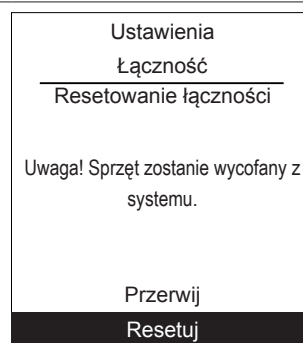 Ustawienia
Łączność
Resetowanie łączności
Uwaga! Sprzęt zostanie wycofany z
systemu.
Przerwij
Resetuj